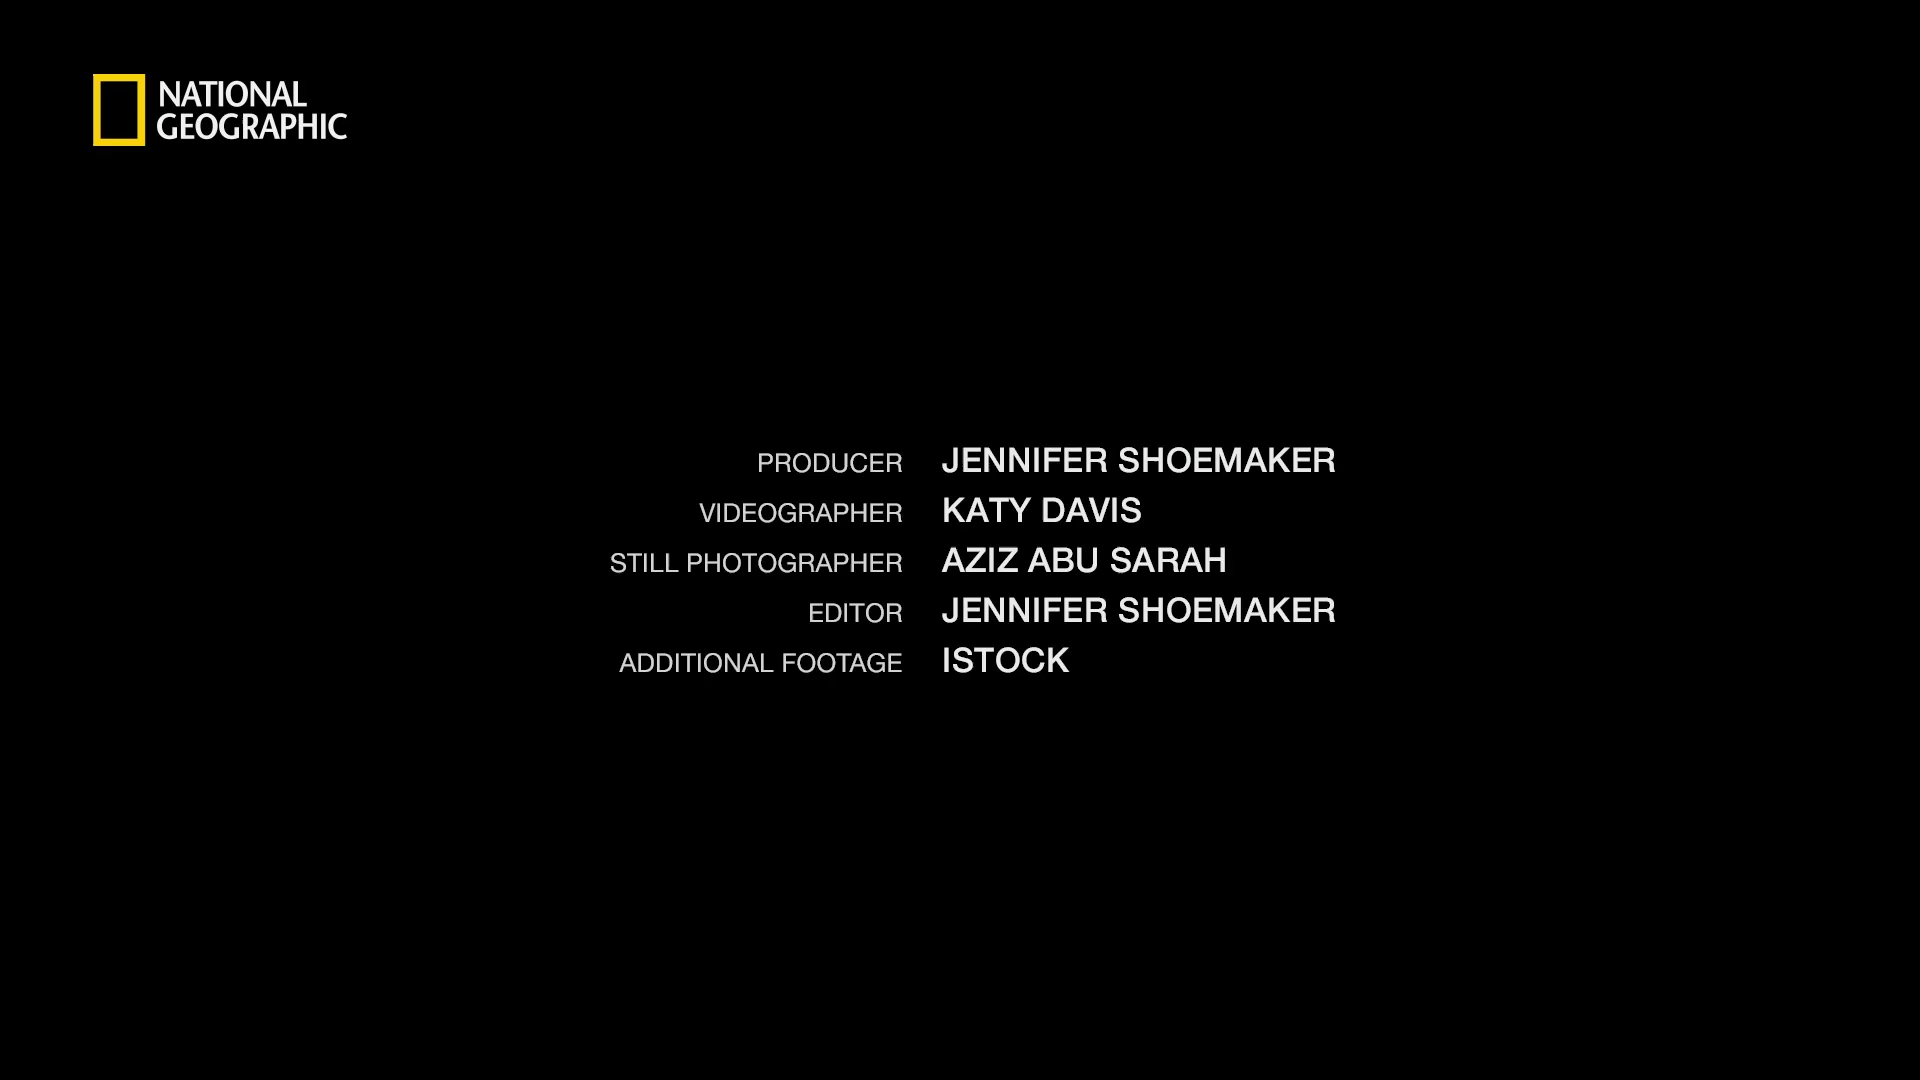 NATIONAL
GEOGRAPHIC
PRODUCER JENNIFER SHOEMAKER
VIDEOGRAPHER KATY DAVIS
STILL PHOTOGRAPHER AZIZ ABU SARAH
EDITOR JENNIFER SHOEMAKER
ADDITIONAL FOOTAGE ISTOCK